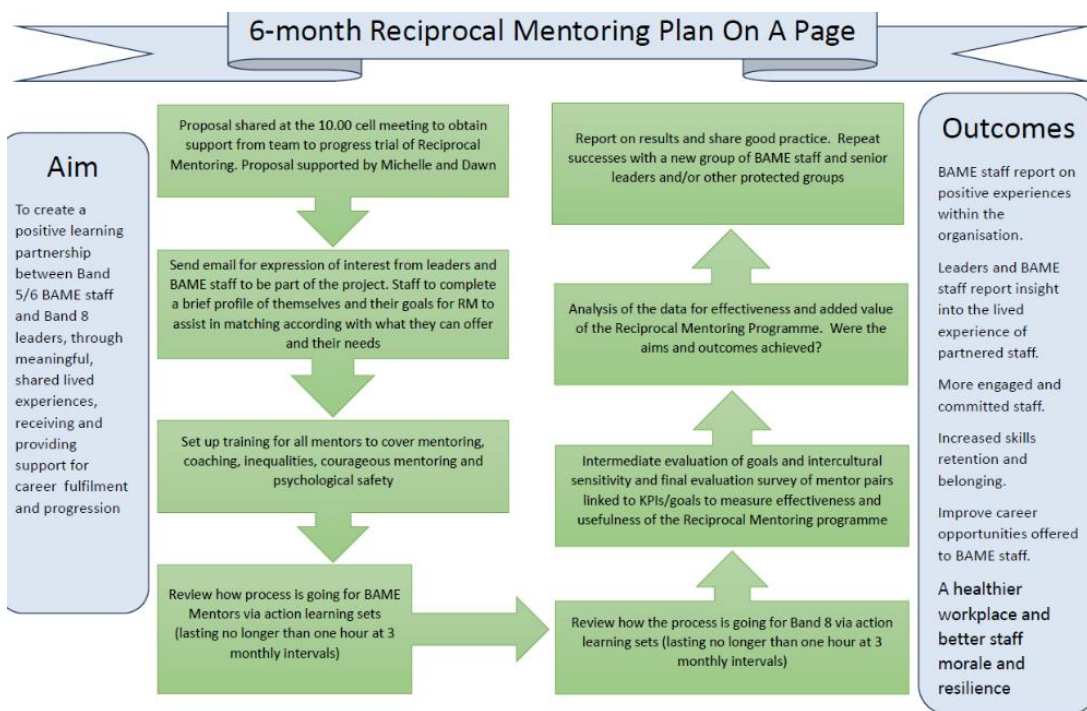 6-month Reciprocal Mentoring Plan On A Page
Aim
To create a
positive learning
partnership
between Band
5/6 BAME staff
and Band 8
leaders, through
meaningful,
shared lived
experiences,
receiving and
providing
support for
career fulfilment
and progression
Proposal shared at the 10.00 cell meeting to obtain
support from team to progress trial of Reciprocal
Mentoring. Proposal supported by Michelle and Dawn
Send email for expression of interest from leaders and
BAME staff to be part of the project. Staff to complete
a brief profile of themselves and their goals for RM to
assist in matching according with what they can offer
and their needs
Set up training for all mentors to cover mentoring,
coaching, inequalities, courageous mentoring and
psychological safety
Review how process is going for BAME
Mentors via action learning sets
(lasting no longer than one hour at 3
monthly intervals)
Review how the process is going for Band 8 via action
learning sets (lasting no longer than one hour at 3
monthly intervals)
Intermediate evaluation of goals and intercultural
sensitivity and final evaluation survey of mentor pairs
linked to KPIs/goals to measure effectiveness and
usefulness of the Reciprocal Mentoring programme
Analysis of the data for effectiveness and added value
of the Reciprocal Mentoring Programme. Were the
aims and outcomes achieved?
Report on results and share good practice. Repeat
successes with a new group of BAME staff and senior
leaders and/or other protected groups
Outcomes
BAME staff report on
positive experiences
within the
organisation.
Leaders and BAME
staff report insight
into the lived
experience of
partnered staff.
More engaged and
committed staff.
Increased skills
retention and
belonging.
Improve career
opportunities offered
to BAME staff.
A healthier
workplace and
better staff
morale and
resilience